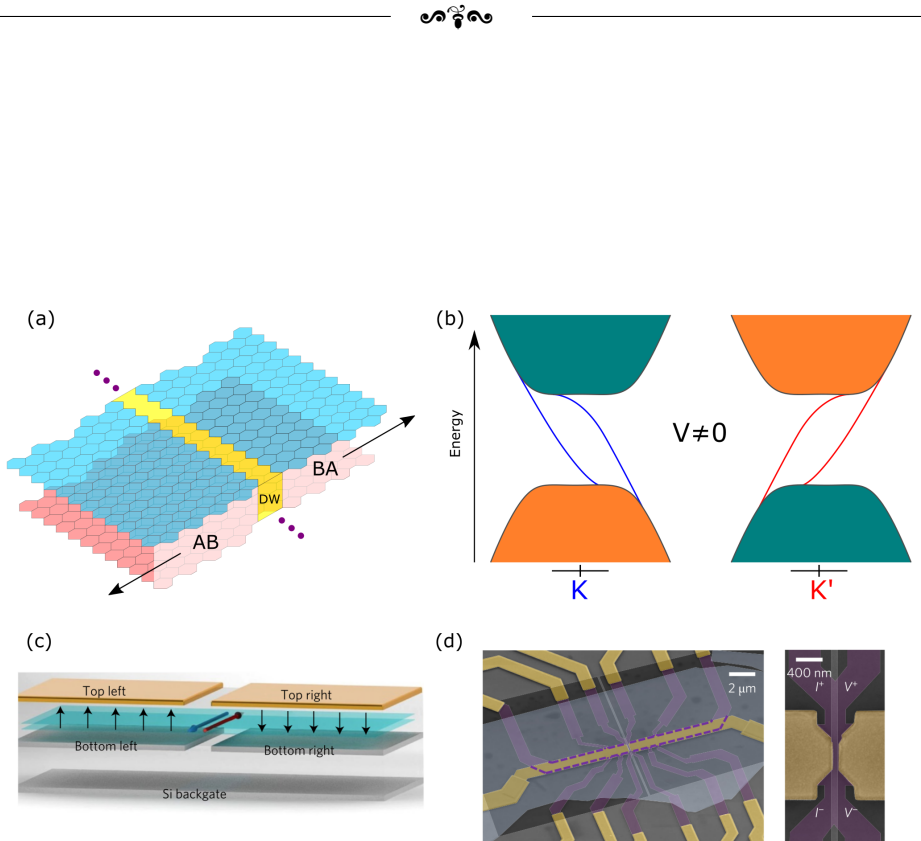 (a)
BA
DW
AB
(b)
Energy
V≠0
K
K'
(c)
Top left
Top right
Bottom left
Bottom right
Si backgate
(d)
2 μm
400 nm
I⁺
V⁺
I⁻
V⁻